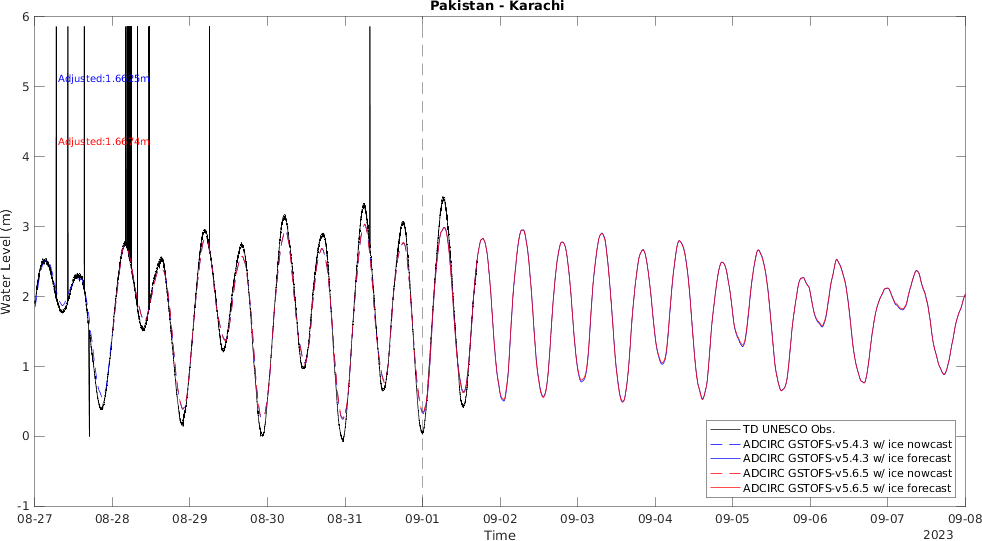 Pakistan - Karachi
6
5
4
3
2
1
0
-1
Water Level (m)
Adjusted:1.6625m
Adjusted:1.6674m
TD UNESCO Obs.
ADCIRC GSTOFS-v5.4.3 w/ ice nowcast
ADCIRC GSTOFS-v5.4.3 w/ ice forecast
ADCIRC GSTOFS-v5.6.5 w/ ice nowcast
ADCIRC GSTOFS-v5.6.5 w/ ice forecast
08-27 08-28 08-29 08-30 08-31 09-01 09-02 09-03 09-04 09-05 09-06 09-07 09-08
Time
2023